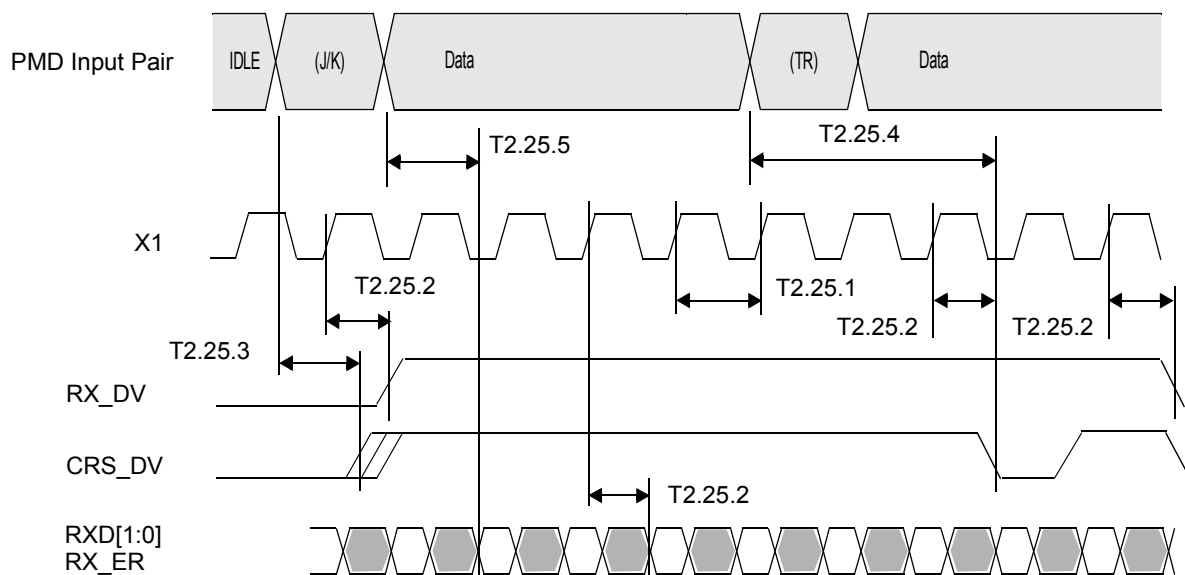 PMD Input Pair
IDLE
(J/K)
Data
(TR)
Data
T2.25.5
T2.25.4
X1
T2.25.2
T2.25.1
T2.25.2
T2.25.2
T2.25.3
RX_DV
CRS_DV
T2.25.2
RXD[1:0]
RX_ER